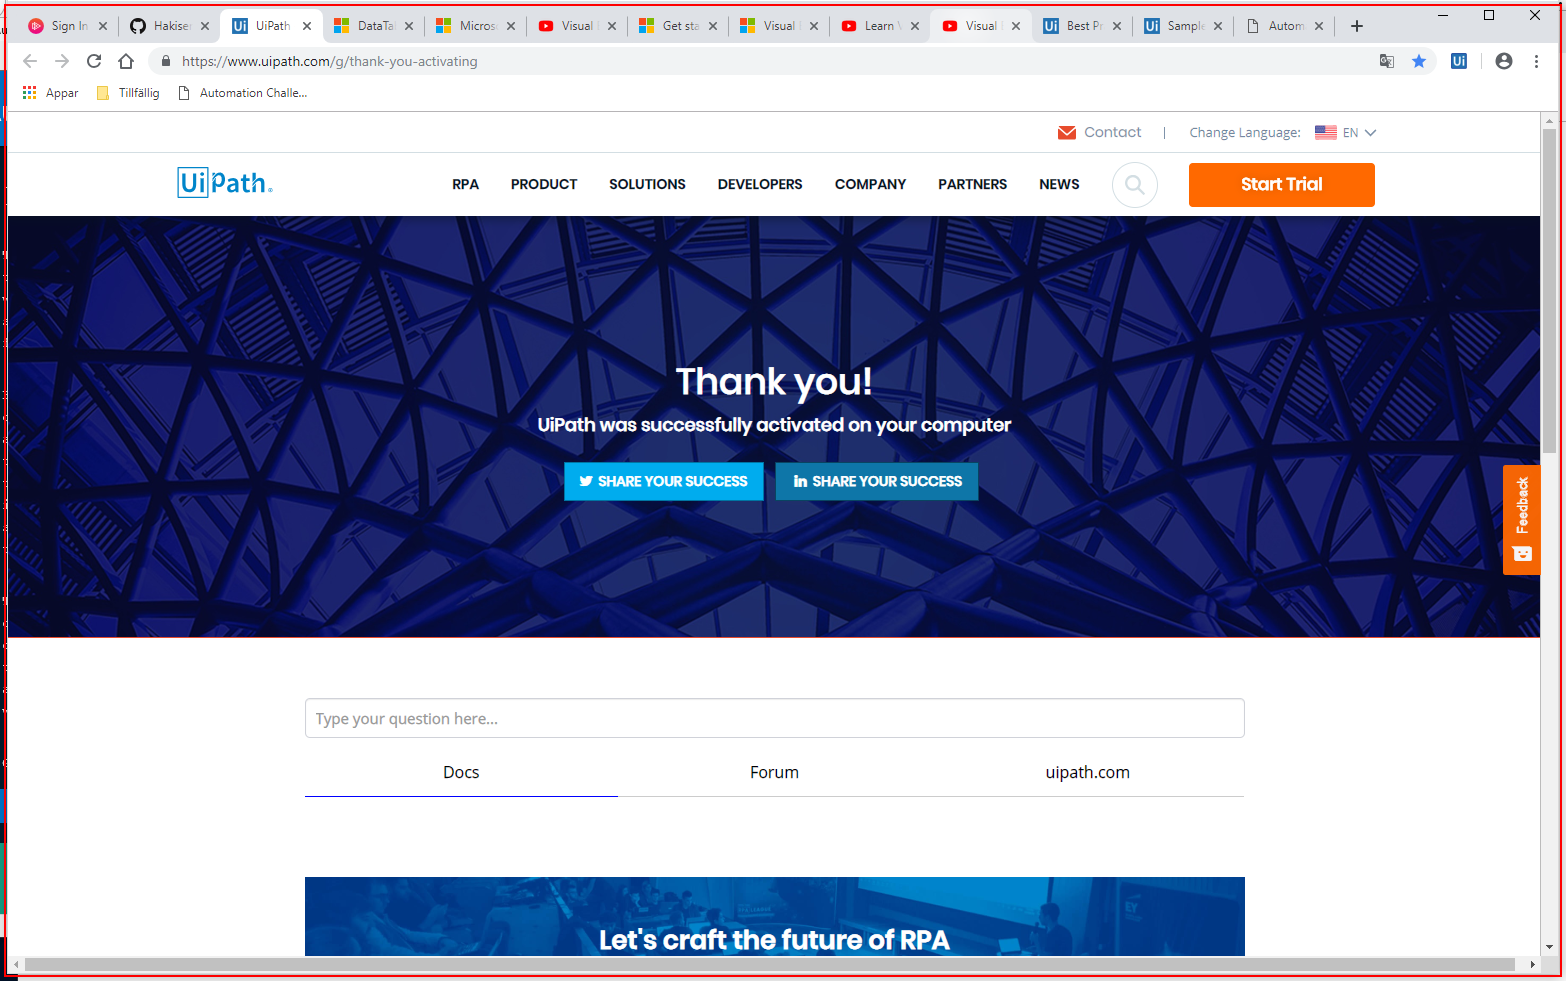 Sign In
Hakiser
UiPath
DataTal
Micros
Visual
Get sta
Visual
Learn V
Visual
Best Pr
Sample
Autom
https://www.uipath.com/g/thank-you-activating
Appar
Tillfällig
Automation Challe...
Contact | Change Language: EN
UiPath
RPA PRODUCT SOLUTIONS DEVELOPERS COMPANY PARTNERS NEWS
Start Trial
Thank you!
UiPath was successfully activated on your computer
SHARE YOUR SUCCESS
in SHARE YOUR SUCCESS
Feedback
Type your question here...
Docs Forum uipath.com
Let's craft the future of RPA